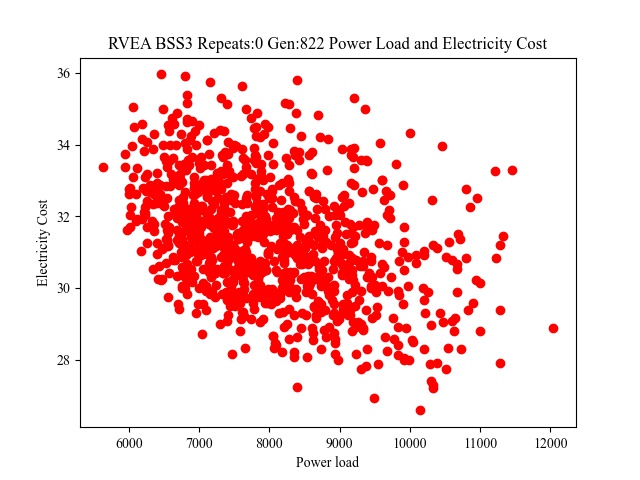 RVEA BSS3 Repeats:0 Gen:822 Power Load and Electricity Cost
36
34
32
30
28
Electricity Cost
6000 7000 8000 9000 10000 11000 12000
Power load